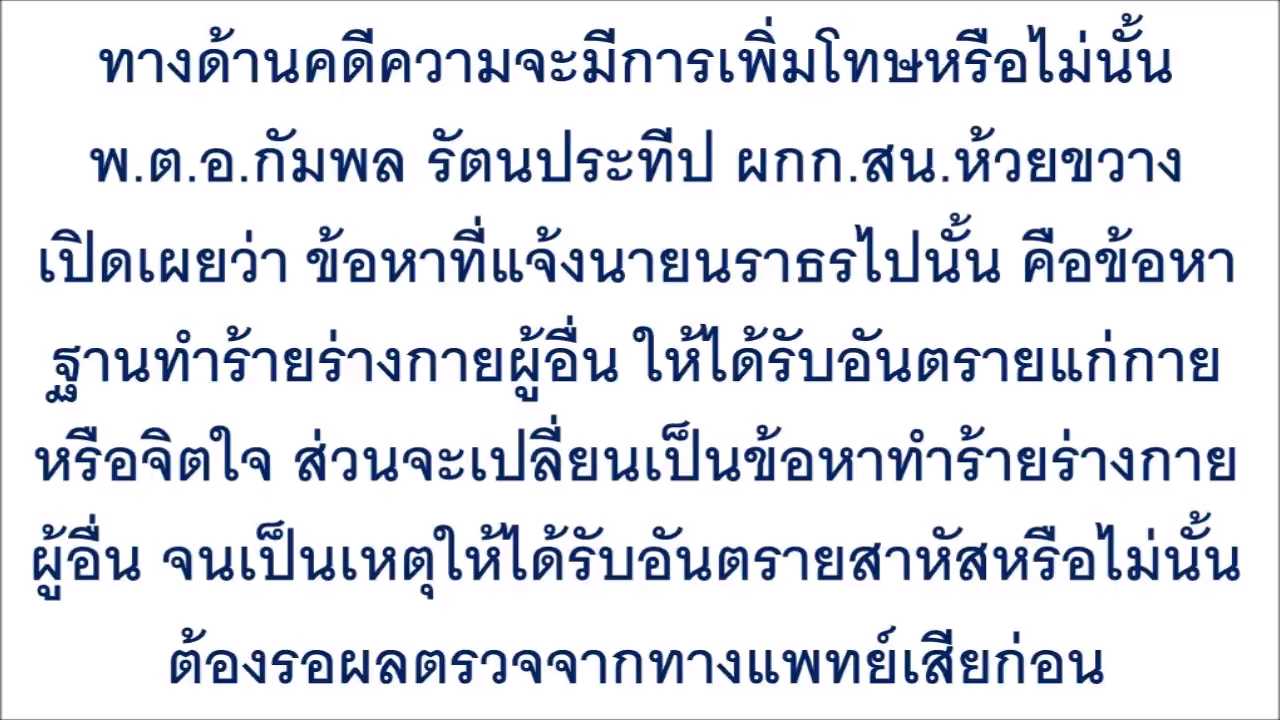 ทางด้านคดีความจะมีการเพิ่มโทษหรือไม่นั้น
พ.ต.อ.กัมพล รัตนประทีป ผกก.สน.ห้วยขวาง
เปิดเผยว่า ข้อหาที่แจ้งนายนราธรไปนั้น คือข้อหา
ฐานทำร้ายร่างกายผู้อื่น ให้ได้รับอันตรายแก่กาย
หรือจิตใจ ส่วนจะเปลี่ยนเป็นข้อหาทำร้ายร่างกาย
ผู้อื่น จนเป็นเหตุให้ได้รับอันตรายสาหัสหรือไม่นั้น
ต้องรอผลตรวจจากทางแพทย์เสียก่อน